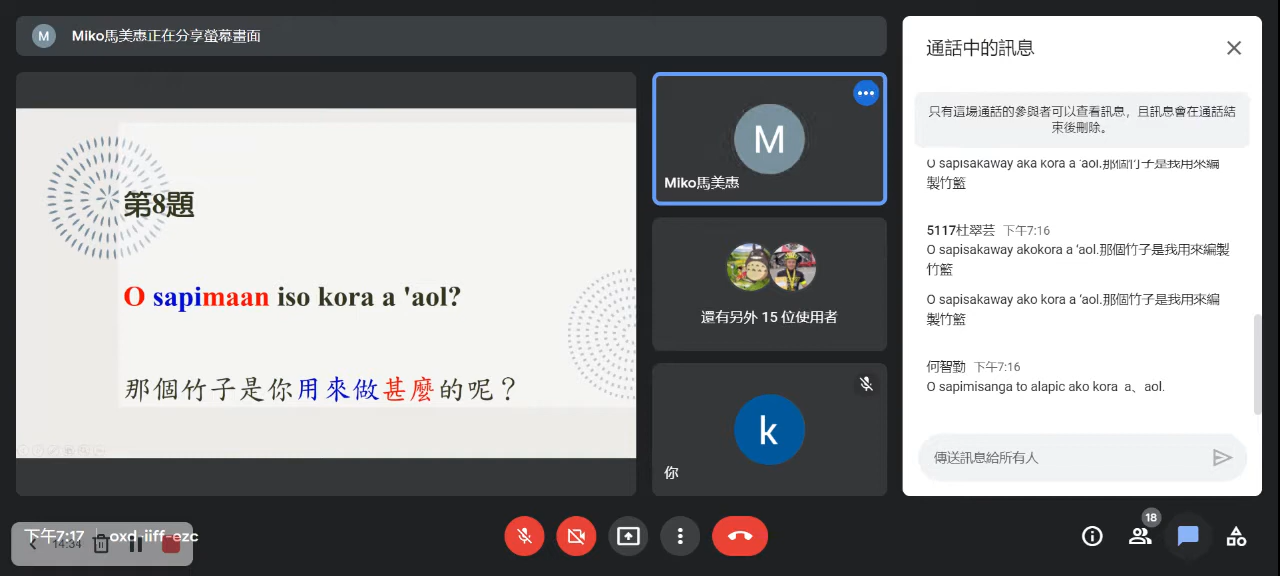 M Miko馬美惠正在分享螢幕畫面
第8題
O sapimaan iso kora a 'aol?
那個竹子是你用來做甚麼的呢？
M
Miko馬美惠
還有另外 15 位使用者
k
你
通話中的訊息
只有這場通話的參與者可以查看訊息，且訊息會在通話結
束後刪除。
O sapisakaway aka kora a 'aol.那個竹子是我用來編
製竹籃
5117杜翠芸 下午7:16
O sapisakaway akokora a 'aol.那個竹子是我用來編製
竹籃
O sapisakaway ako kora a 'aol.那個竹子是我用來編
製竹籃
何智勤 下午7:16
O sapimisanga to alapic ako kora a、aol.
傳送訊息給所有人
下午7:17 | oxd-iiff-ezc
14:34
18